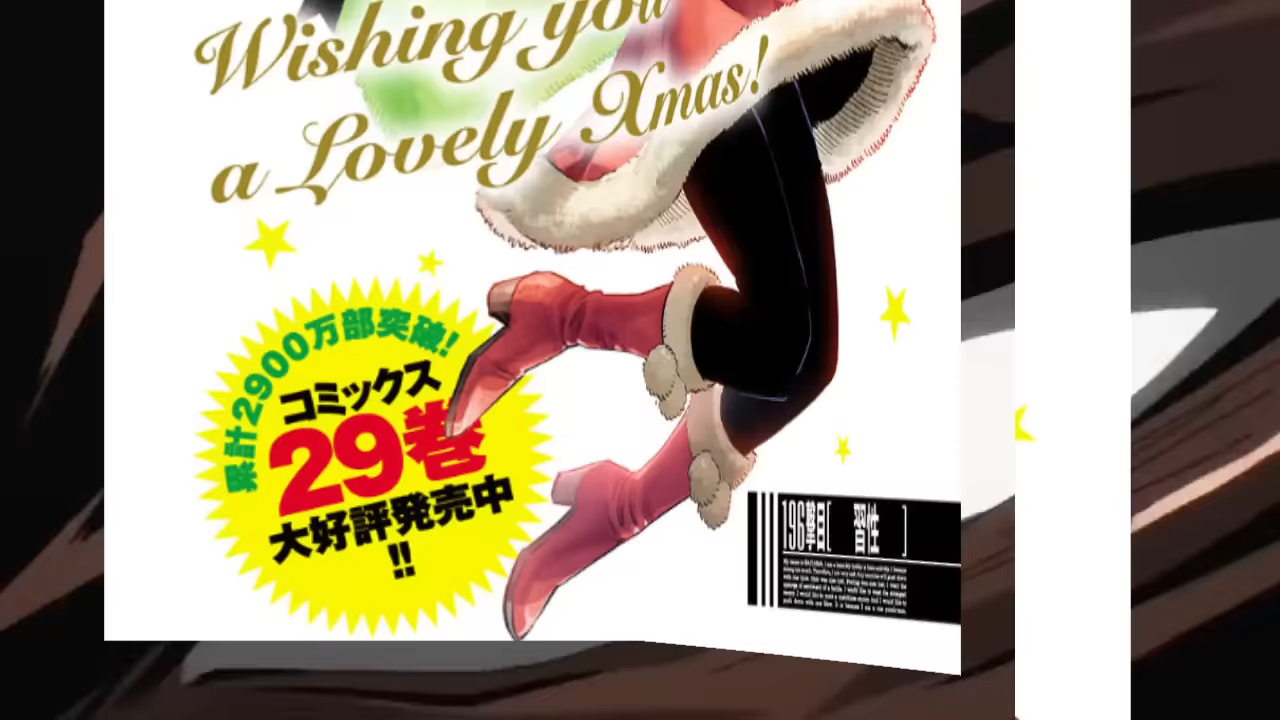 Wishing you
a Lovely Xmas!
累計2900万部突破!
コミックス
29巻
大好評発売中
!!
196撃目[ 習性 ]